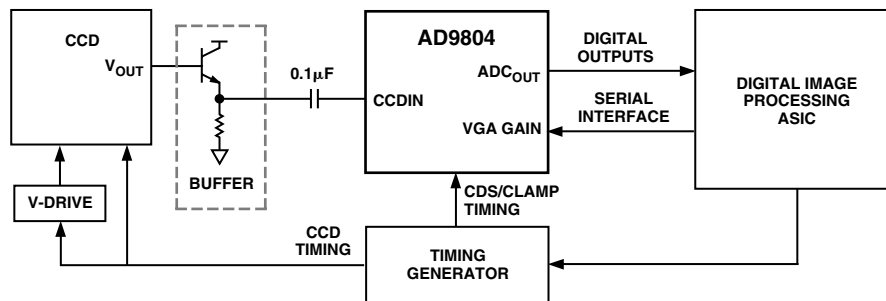 CCD
VOUT
BUFFER
V-DRIVE
0.1µF
AD9804
CCDIN
ADCOUT
VGA GAIN
DIGITAL
OUTPUTS
SERIAL
INTERFACE
DIGITAL IMAGE
PROCESSING
ASIC
CDS/CLAMP
TIMING
CCD
TIMING
TIMING
GENERATOR